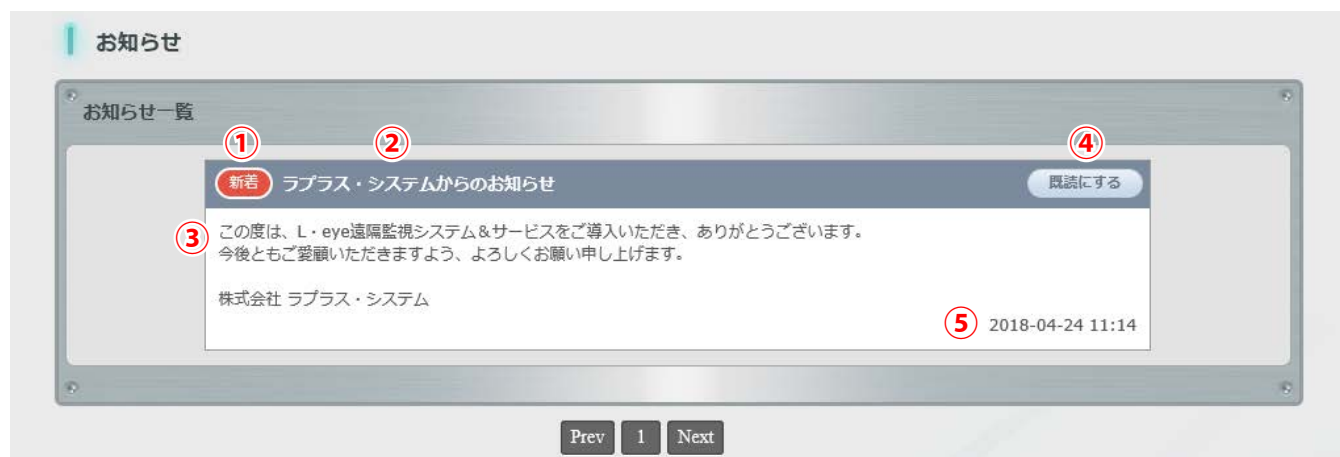 お知らせ
お知らせ一覧
① ② ④
新着 ラプラス・システムからのお知らせ 既読にする
③ この度は、L・eye遠隔監視システム＆サービスをご導入いただき、ありがとうございます。
今後ともご愛顧いただきますよう、よろしくお願い申し上げます。
株式会社 ラプラス・システム
⑤ 2018-04-24 11:14
Prev 1 Next